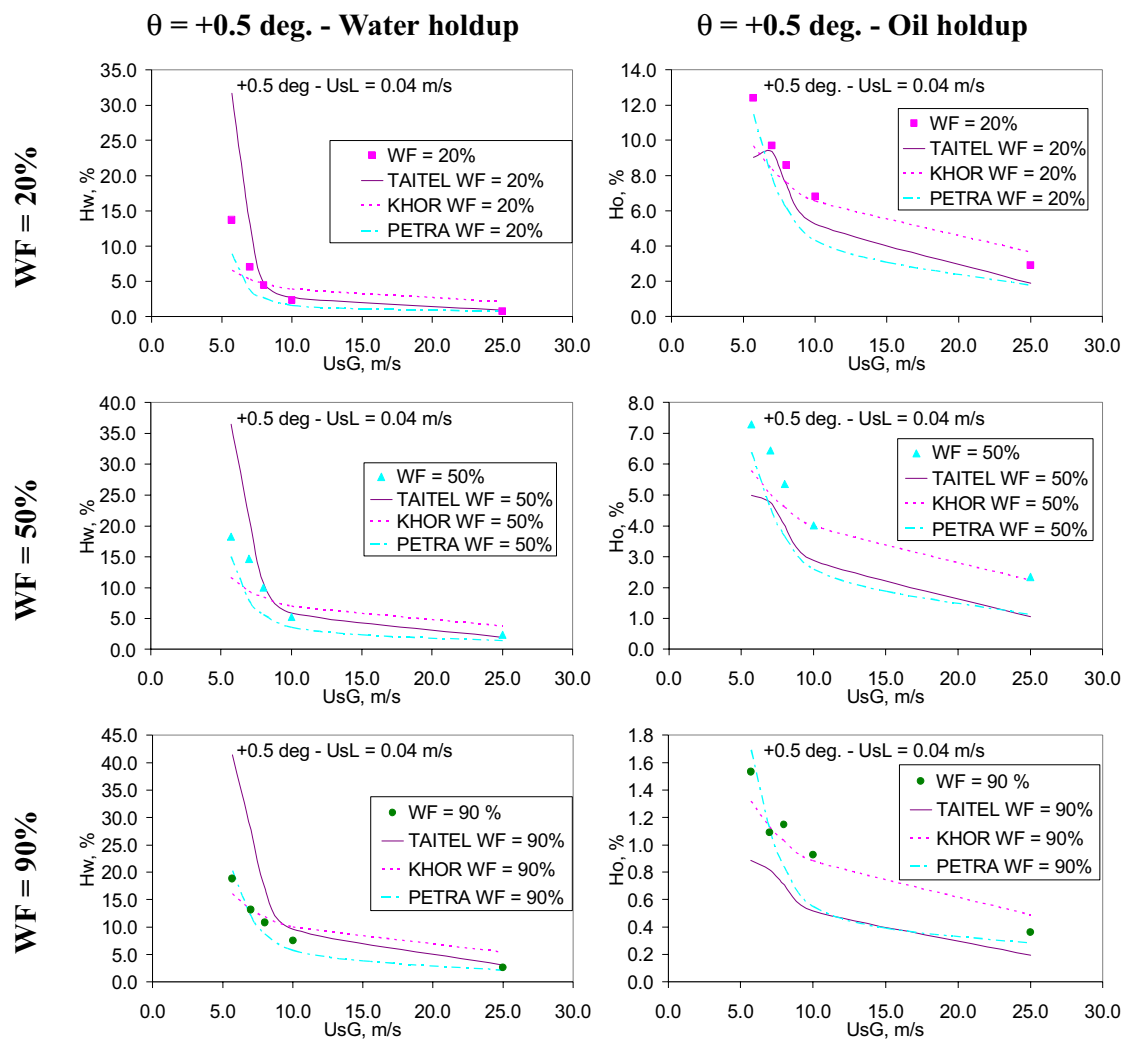 θ = +0.5 deg. - Water holdup
θ = +0.5 deg. - Oil holdup
WF = 20%
+0.5 deg - UsL = 0.04 m/s
Hw, %
35.0
30.0
25.0
20.0
15.0
10.0
5.0
0.0
WF = 20%
TAITEL WF = 20%
KHOR WF = 20%
PETRA WF = 20%
0.0 5.0 10.0 15.0 20.0 25.0 30.0
UsG, m/s
+0.5 deg. - UsL = 0.04 m/s
Ho, %
14.0
12.0
10.0
8.0
6.0
4.0
2.0
0.0
WF = 20%
TAITEL WF = 20%
KHOR WF = 20%
PETRA WF = 20%
0.0 5.0 10.0 15.0 20.0 25.0 30.0
UsG, m/s
WF = 50%
+0.5 deg - UsL = 0.04 m/s
Hw, %
40.0
35.0
30.0
25.0
20.0
15.0
10.0
5.0
0.0
WF = 50%
TAITEL WF = 50%
KHOR WF = 50%
PETRA WF = 50%
0.0 5.0 10.0 15.0 20.0 25.0 30.0
UsG, m/s
+0.5 deg. - UsL = 0.04 m/s
Ho, %
8.0
7.0
6.0
5.0
4.0
3.0
2.0
1.0
0.0
WF = 50%
TAITEL WF = 50%
KHOR WF = 50%
PETRA WF = 50%
0.0 5.0 10.0 15.0 20.0 25.0 30.0
UsG, m/s
WF = 90%
+0.5 deg - UsL = 0.04 m/s
Hw, %
45.0
40.0
35.0
30.0
25.0
20.0
15.0
10.0
5.0
0.0
WF = 90 %
TAITEL WF = 90%
KHOR WF = 90%
PETRA WF = 90%
0.0 5.0 10.0 15.0 20.0 25.0 30.0
UsG, m/s
+0.5 deg. - UsL = 0.04 m/s
Ho, %
1.8
1.6
1.4
1.2
1.0
0.8
0.6
0.4
0.2
0.0
WF = 90 %
TAITEL WF = 90%
KHOR WF = 90%
PETRA WF = 90%
0.0 5.0 10.0 15.0 20.0 25.0 30.0
UsG, m/s